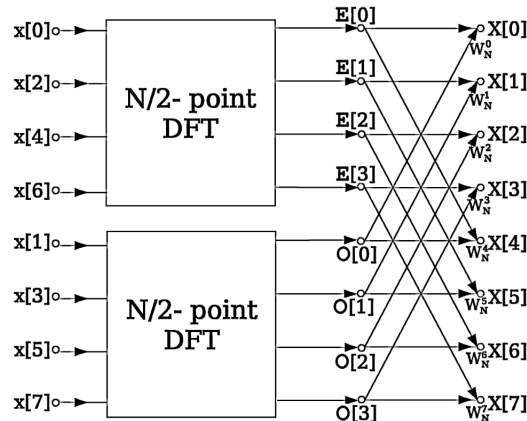 x[0]
E[0]
X[0]
W_N^0
x[2]
E[1]
X[1]
W_N^1
N/2- point
DFT
x[4]
E[2]
X[2]
W_N^2
x[6]
E[3]
X[3]
W_N^3
x[1]
O[0]
X[4]
W_N^4
x[3]
O[1]
X[5]
W_N^5
N/2- point
DFT
x[5]
O[2]
X[6]
W_N^6
x[7]
O[3]
X[7]
W_N^7